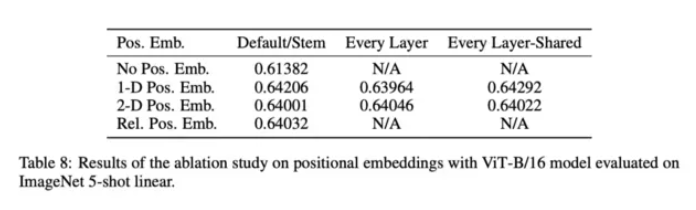 Pos. Emb. Default/Stem Every Layer Every Layer-Shared
No Pos. Emb. 0.61382 N/A N/A
1-D Pos. Emb. 0.64206 0.63964 0.64292
2-D Pos. Emb. 0.64001 0.64046 0.64022
Rel. Pos. Emb. 0.64032 N/A N/A
Table 8: Results of the ablation study on positional embeddings with ViT-B/16 model evaluated on
ImageNet 5-shot linear.